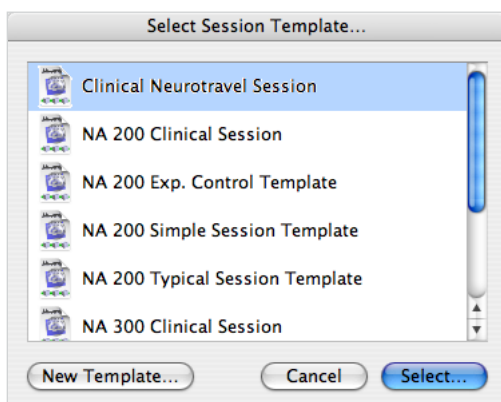 Select Session Template...
Clinical Neurotravel Session
NA 200 Clinical Session
NA 200 Exp. Control Template
NA 200 Simple Session Template
NA 200 Typical Session Template
NA 300 Clinical Session
New Template... Cancel Select...